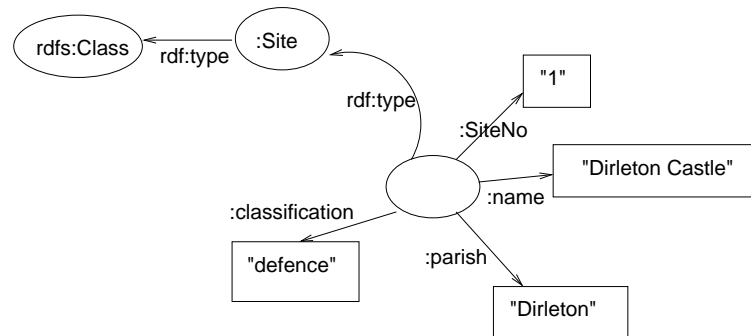 :Site
rdfs:Class
rdf:type
"1"
rdf:type
:SiteNo
"Dirleton Castle"
:name
:classification
:parish
"defence"
"Dirleton"